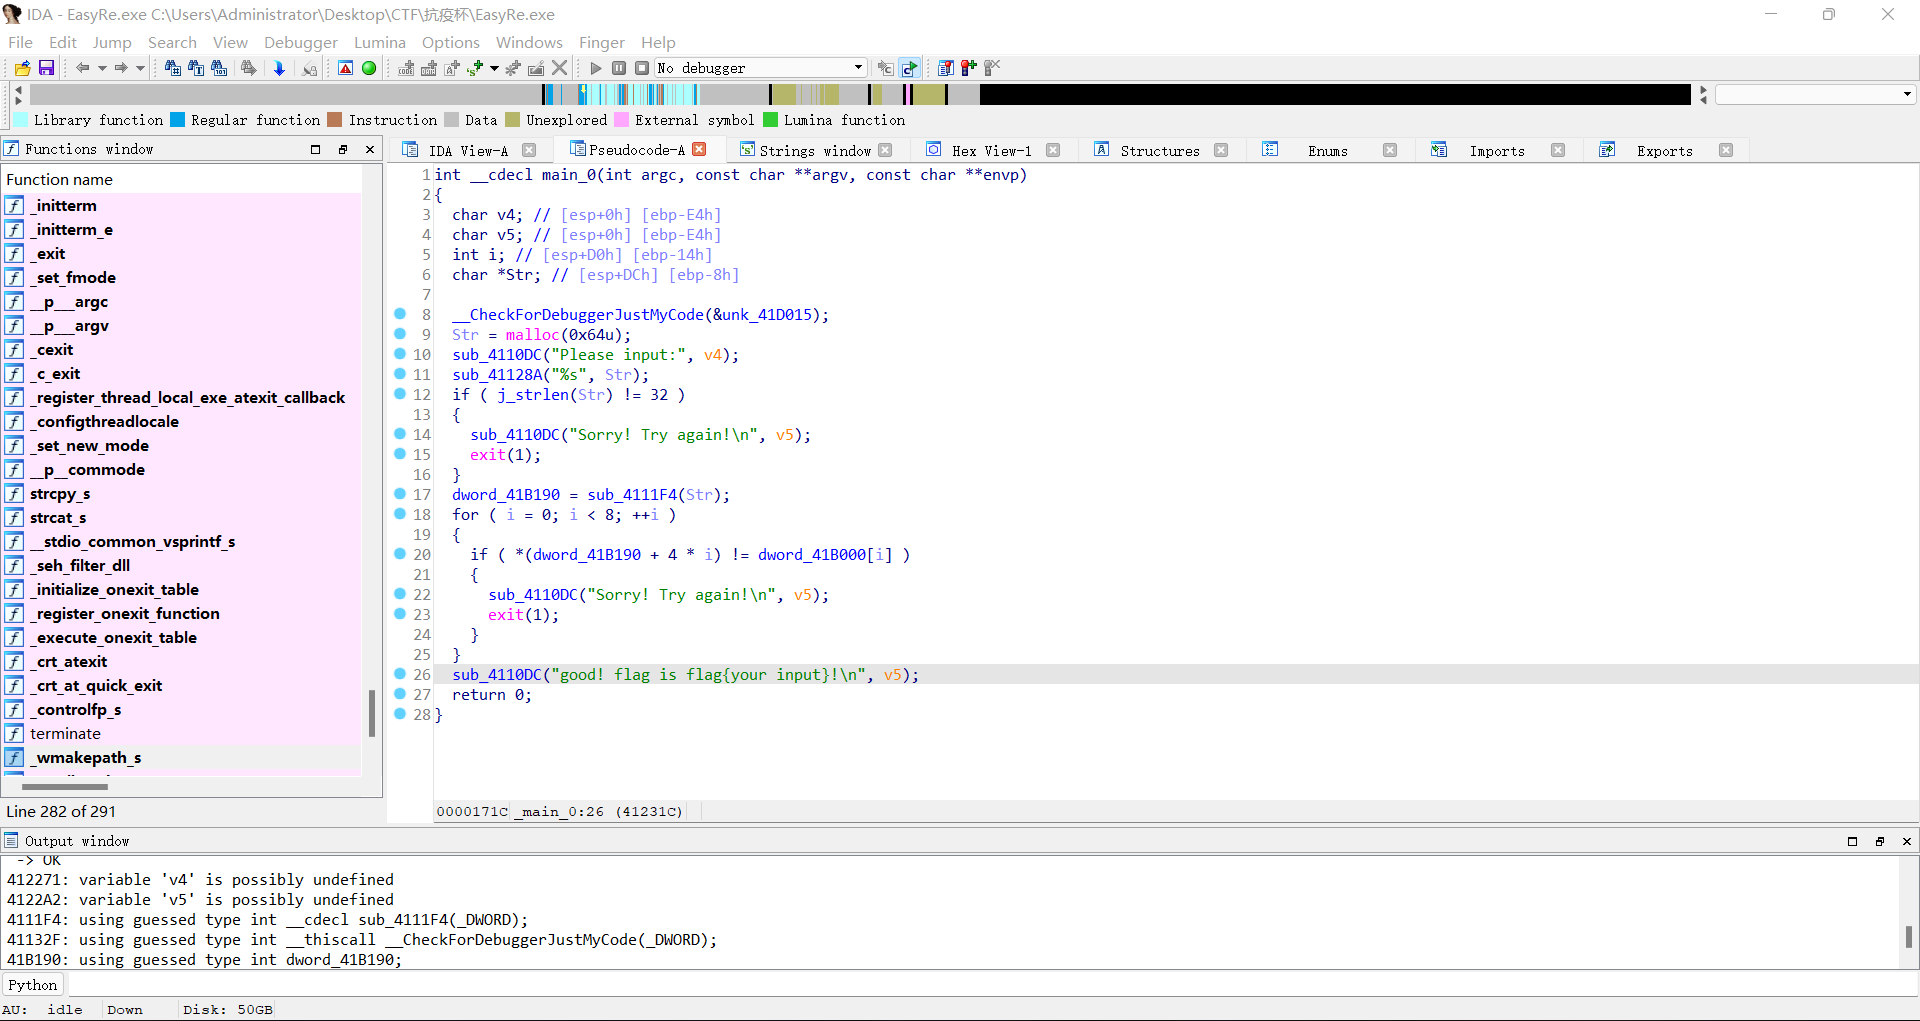 IDA - EasyRe.exe C:\Users\Administrator\Desktop\CTF\抗疫杯\EasyRe.exe
File Edit Jump Search View Debugger Lumina Options Windows Finger Help
No debugger
Library function Regular function Instruction Data Unexplored External symbol Lumina function
Functions window
IDA View-A Pseudocode-A Strings window Hex View-1 Structures Enums Imports Exports
Function name
_initterm
_initterm_e
_exit
_set_fmode
__p___argc
__p___argv
_cexit
_c_exit
_register_thread_local_exe_atexit_callback
_configthreadlocale
_set_new_mode
__p__commode
strcpy_s
strcat_s
__stdio_common_vsprintf_s
_seh_filter_dll
_initialize_onexit_table
_register_onexit_function
_execute_onexit_table
_crt_atexit
_crt_at_quick_exit
_controlfp_s
terminate
_wmakepath_s
Line 282 of 291
1 int __cdecl main_0(int argc, const char **argv, const char **envp)
2 {
3 char v4; // [esp+0h] [ebp-E4h]
4 char v5; // [esp+0h] [ebp-E4h]
5 int i; // [esp+D0h] [ebp-14h]
6 char *Str; // [esp+DCh] [ebp-8h]
7
8 __CheckForDebuggerJustMyCode(&unk_41D015);
9 Str = malloc(0x64u);
10 sub_4110DC("Please input:", v4);
11 sub_41128A("%s", Str);
12 if ( j_strlen(Str) != 32 )
13 {
14 sub_4110DC("Sorry! Try again!\n", v5);
15 exit(1);
16 }
17 dword_41B190 = sub_4111F4(Str);
18 for ( i = 0; i < 8; ++i )
19 {
20 if ( *(dword_41B190 + 4 * i) != dword_41B000[i] )
21 {
22 sub_4110DC("Sorry! Try again!\n", v5);
23 exit(1);
24 }
25 }
26 sub_4110DC("good! flag is flag{your input}!\n", v5);
27 return 0;
28 }
0000171C _main_0:26 (41231C)
Output window
-> OK
412271: variable 'v4' is possibly undefined
4122A2: variable 'v5' is possibly undefined
4111F4: using guessed type int __cdecl sub_4111F4(_DWORD);
41132F: using guessed type int __thiscall __CheckForDebuggerJustMyCode(_DWORD);
41B190: using guessed type int dword_41B190;
Python
AU: idle Down Disk: 50GB